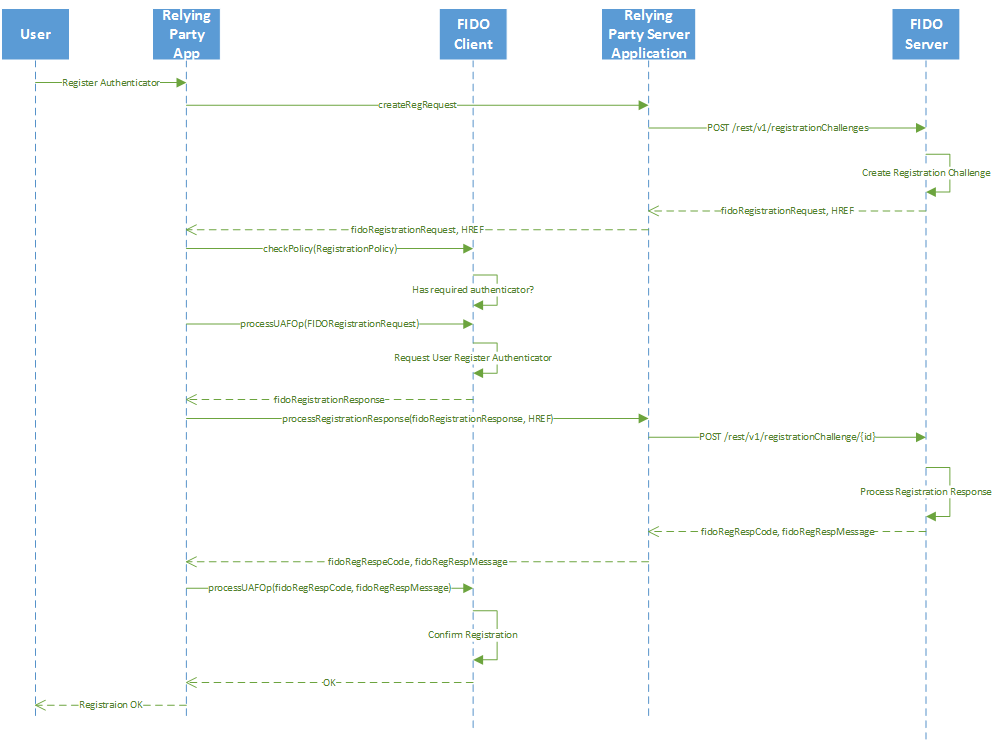 User
Relying
Party
App
FIDO
Client
Relying
Party Server
Application
FIDO
Server
Register Authenticator
createRegRequest
POST /rest/v1/registrationChallenges
Create Registration Challenge
fidoRegistrationRequest, HREF
fidoRegistrationRequest, HREF
checkPolicy(RegistrationPolicy)
Has required authenticator?
processUAFOp(FIDORegistrationRequest)
Request User Register Authenticator
fidoRegistrationResponse
processRegistrationResponse(fidoRegistrationResponse, HREF)
POST /rest/v1/registrationChallenge/{id}
Process Registration Response
fidoRegRespCode, fidoRegRespMessage
fidoRegRespeCode, fidoRegRespMessage
processUAFOp(fidoRegRespCode, fidoRegRespMessage)
Confirm Registration
OK
Registraion OK